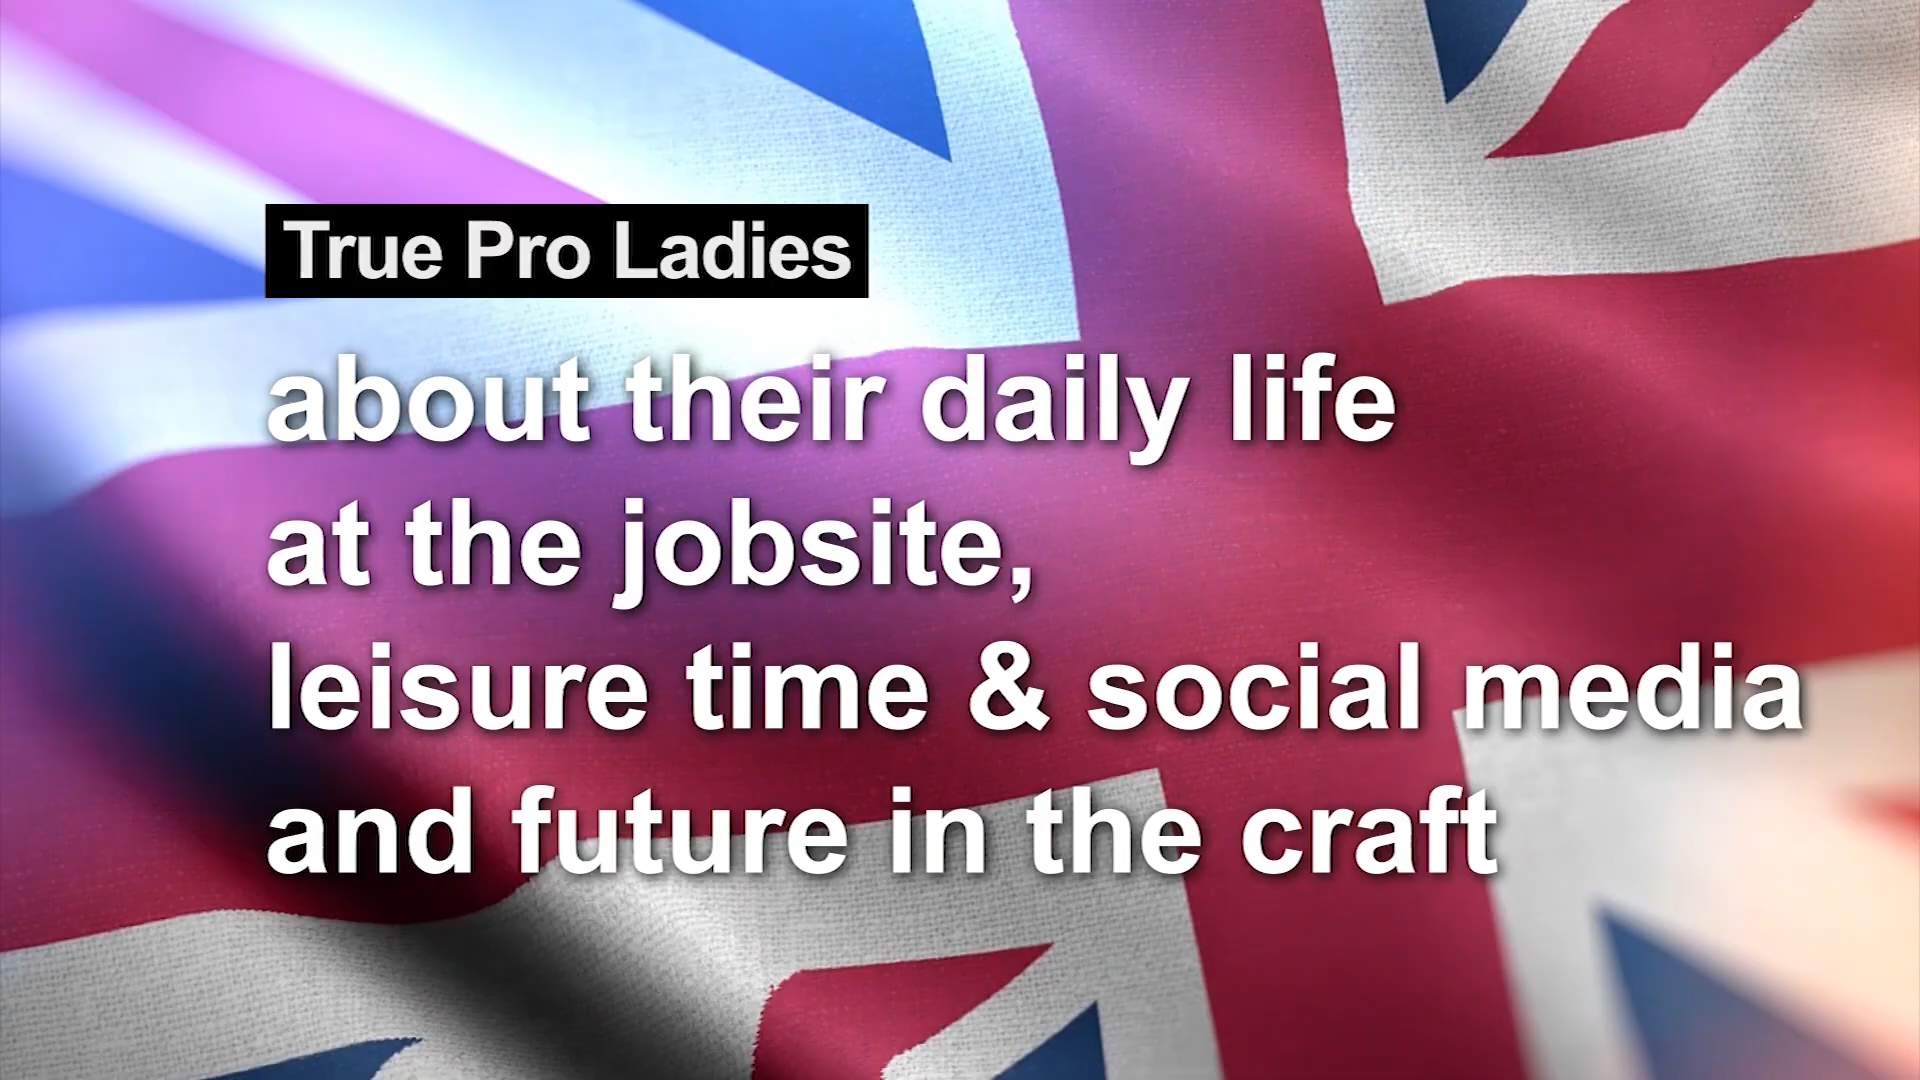 True Pro Ladies
about their daily life
at the jobsite,
leisure time & social media
and future in the craft